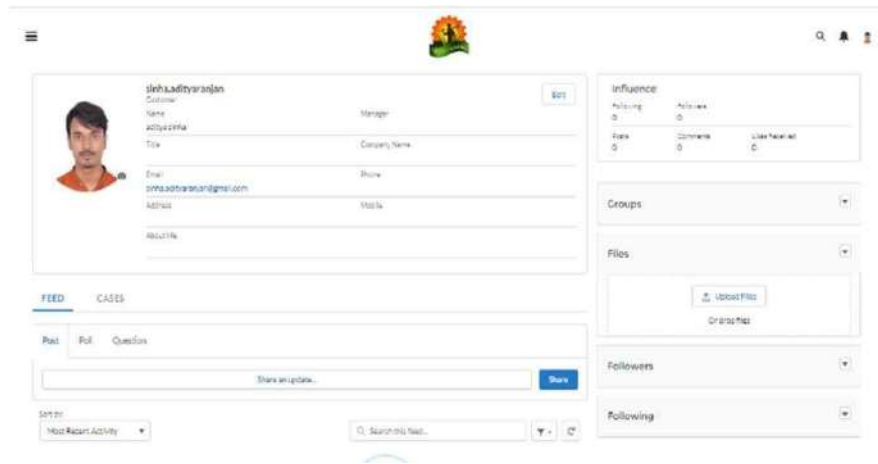 sinha.adityaranjan
Customer
Edit
Name
Manager
aditya sinha
Title
Company Name
Email
Phone
sinha.adityaranjan@gmail.com
Address
Mobile
About Me
Influence
Following
Followers
0
0
Posts
Comments
Likes Received
0
0
0
Groups
Files
Upload Files
Or drop files
Followers
Following
FEED
CASES
Post
Poll
Question
Share an update...
Share
Sort by:
Most Recent Activity
Search this feed...